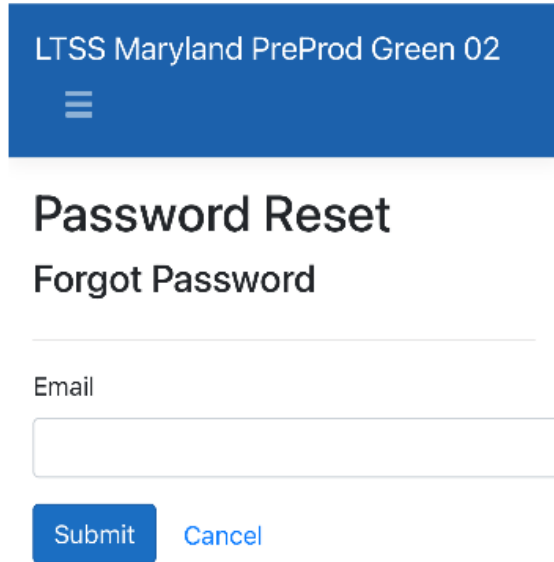 LTSS Maryland PreProd Green 02
Password Reset
Forgot Password
Email
Submit Cancel